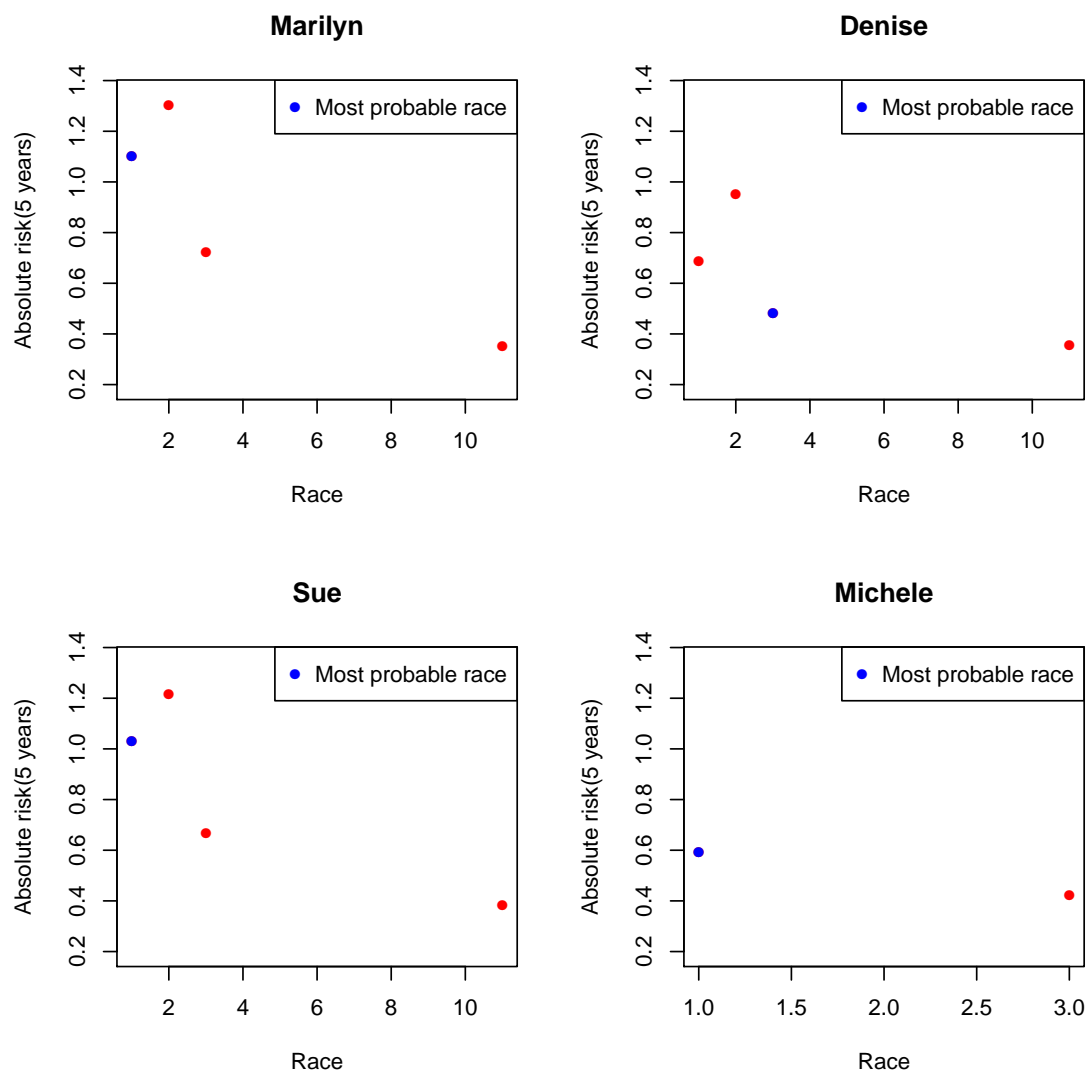 Marilyn
Most probable race
Absolute risk(5 years)
0.2 0.4 0.6 0.8 1.0 1.2 1.4
2 4 6 8 10
Race
Denise
Most probable race
Absolute risk(5 years)
0.2 0.4 0.6 0.8 1.0 1.2 1.4
2 4 6 8 10
Race
Sue
Most probable race
Absolute risk(5 years)
0.2 0.4 0.6 0.8 1.0 1.2 1.4
2 4 6 8 10
Race
Michele
Most probable race
Absolute risk(5 years)
0.2 0.4 0.6 0.8 1.0 1.2 1.4
1.0 1.5 2.0 2.5 3.0
Race